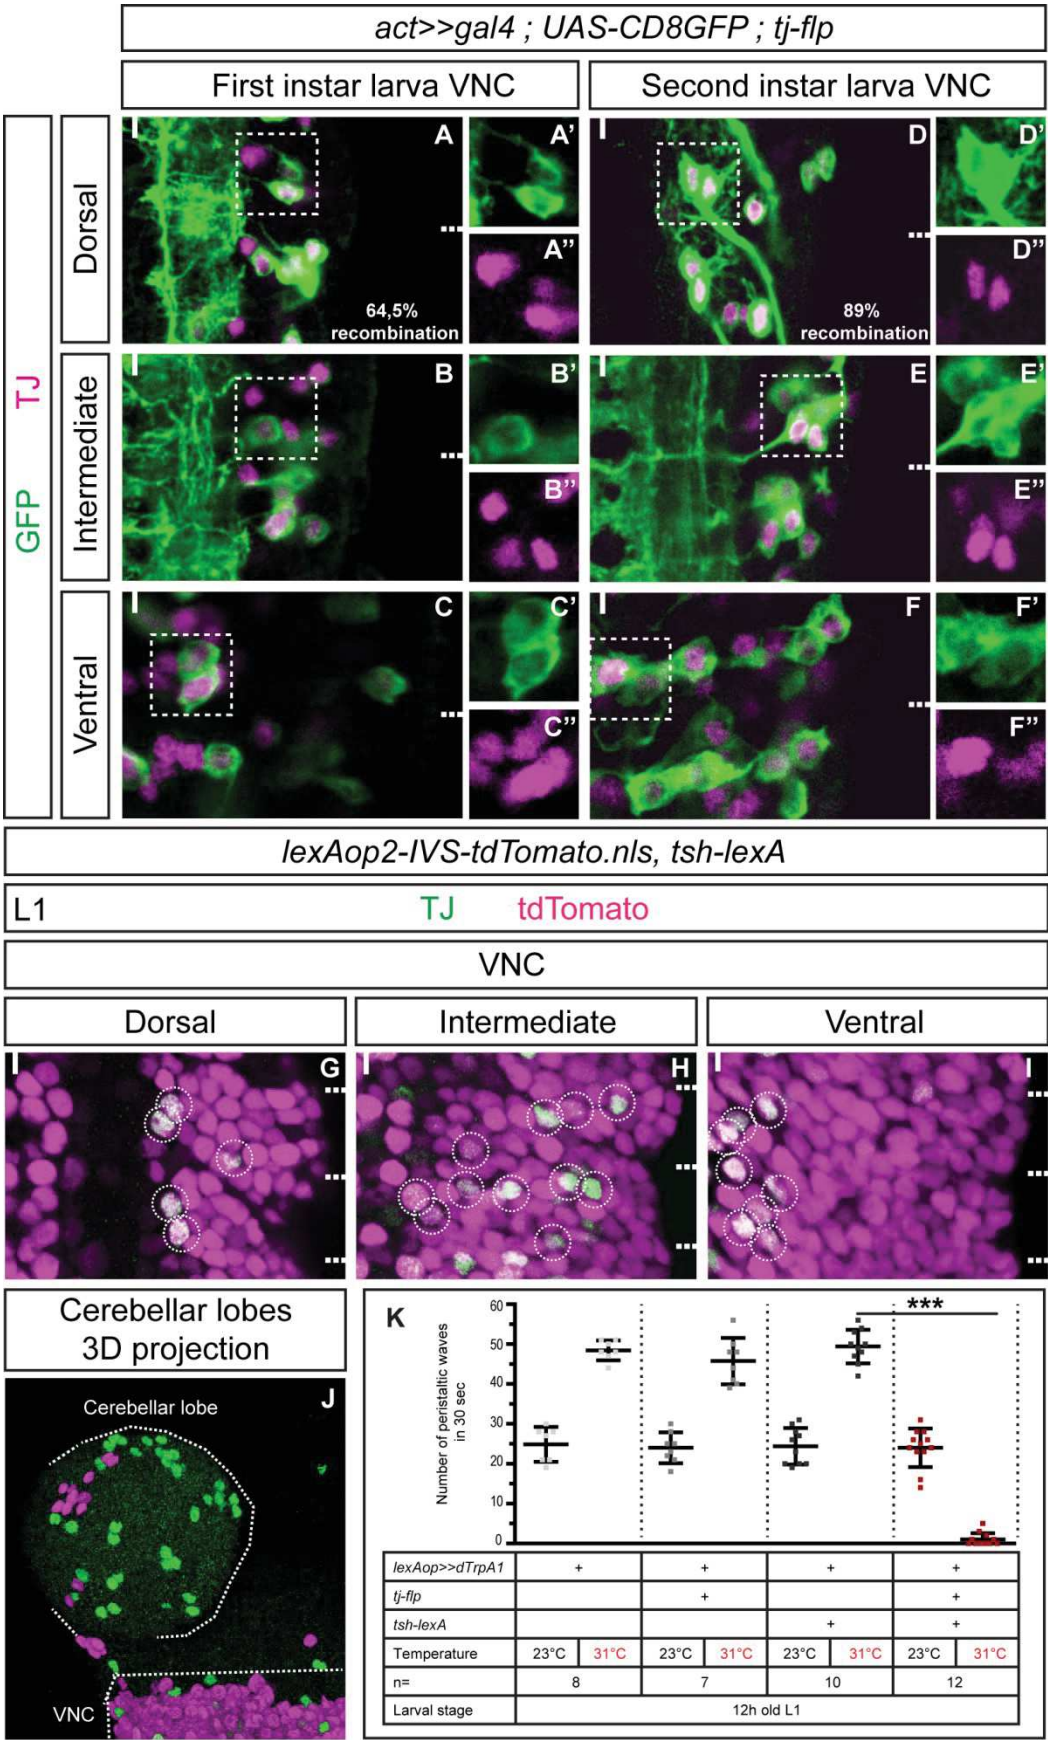 act>>gal4 ; UAS-CD8GFP ; tj-flp
First instar larva VNC
Second instar larva VNC
GFP TJ
Dorsal
A
A’
A’’
64,5%
recombination
D
D’
D’’
89%
recombination
Intermediate
B
B’
B’’
E
E’
E’’
Ventral
C
C’
C’’
F
F’
F’’
lexAop2-IVS-tdTomato.nls, tsh-lexA
L1 TJ tdTomato
VNC
Dorsal
Intermediate
Ventral
G
H
I
Cerebellar lobes
3D projection
J
Cerebellar lobe
VNC
K
Number of peristaltic waves
in 30 sec
60
50
40
30
20
10
0
***
lexAop>>dTrpA1 + + + +
tj-flp + +
tsh-lexA + +
Temperature 23°C 31°C 23°C 31°C 23°C 31°C 23°C 31°C
n= 8 7 10 12
Larval stage 12h old L1